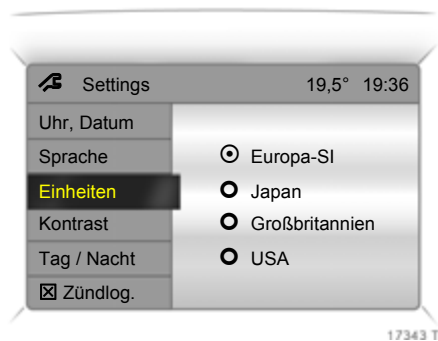 Settings 19,5° 19:36
Uhr, Datum
Sprache
Einheiten
Kontrast
Tag / Nacht
Zündlog.
Europa-SI
Japan
Großbritannien
USA
17343 T